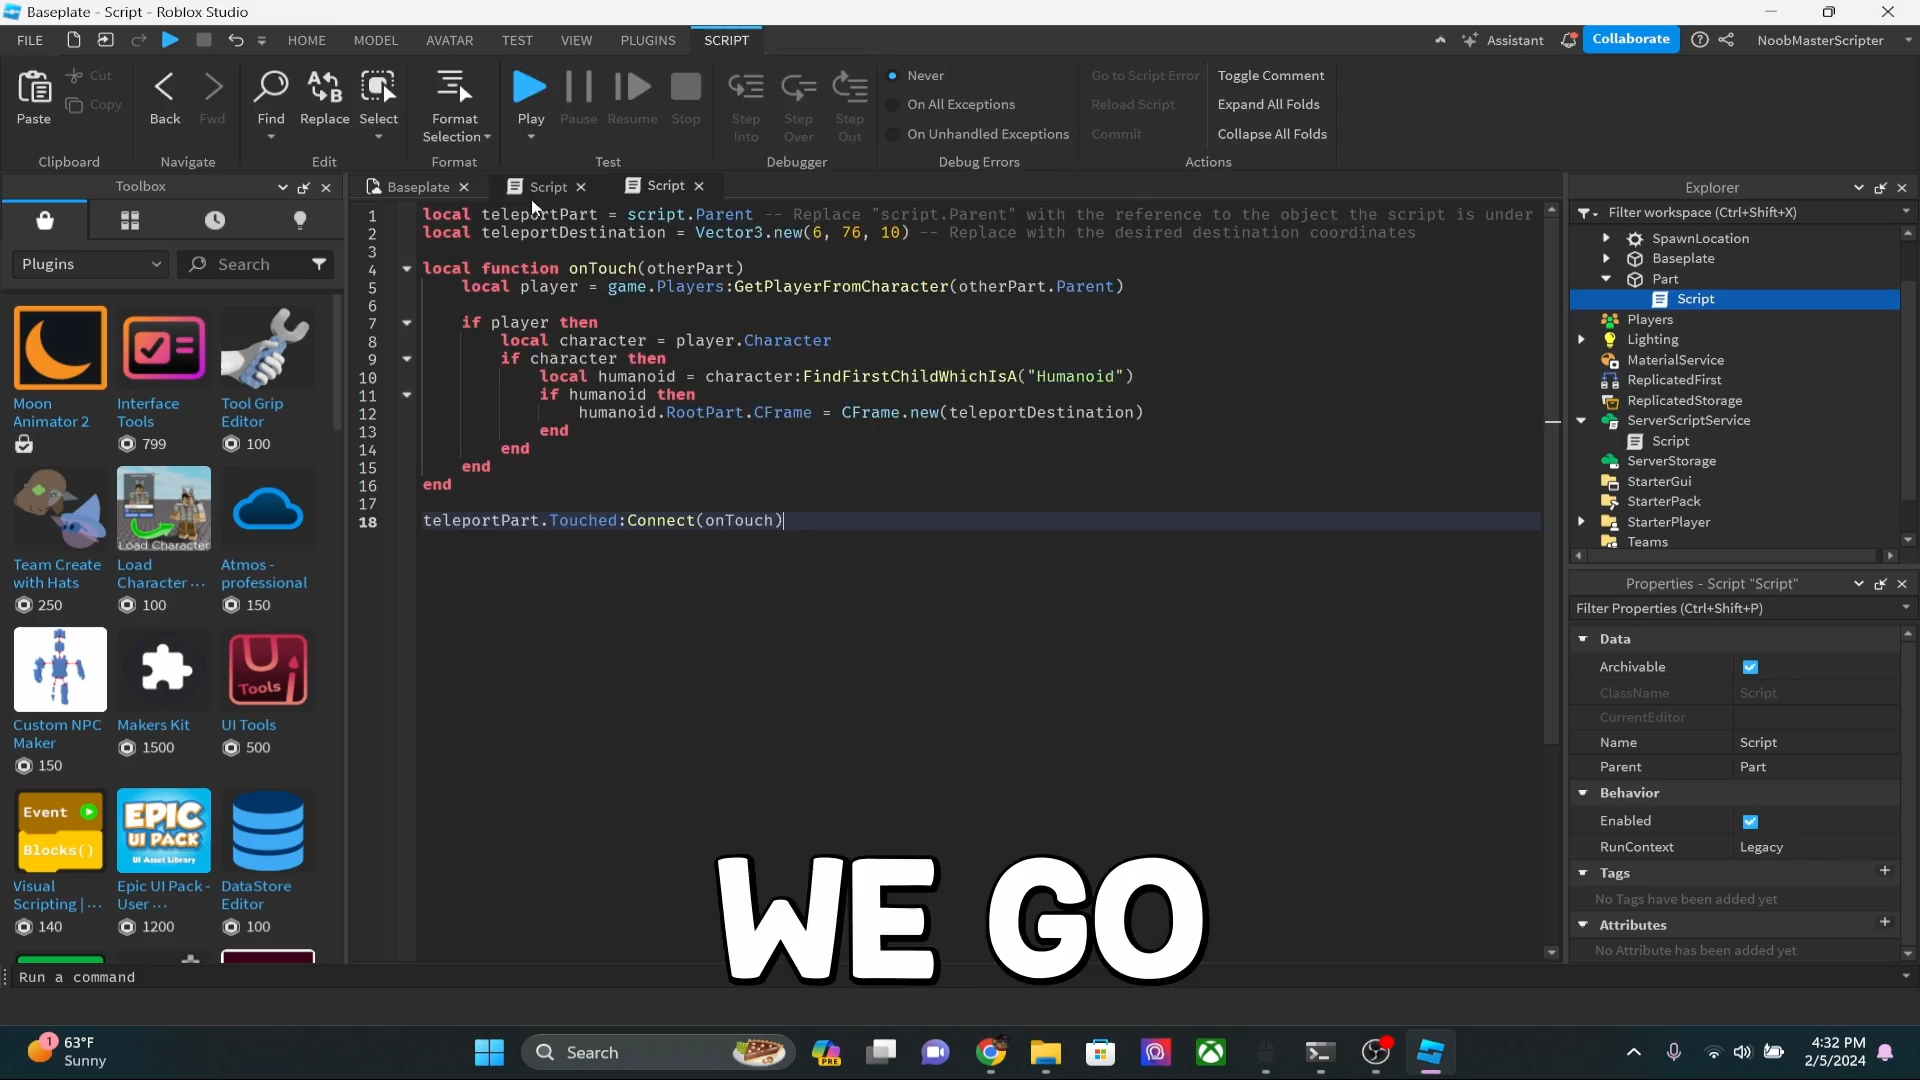 Baseplate - Script - Roblox Studio
FILE HOME MODEL AVATAR TEST VIEW PLUGINS SCRIPT Assistant Collaborate NoobMasterScripter
Paste Cut Copy
Back Fwd
Find Replace Select
Format Selection
Play Pause Resume Stop
Step Into Step Over Step Out
Never
On All Exceptions
On Unhandled Exceptions
Go to Script Error
Reload Script
Commit
Toggle Comment
Expand All Folds
Collapse All Folds
Clipboard Navigate Edit Format Test Debugger Debug Errors Actions
Toolbox
Plugins Search
Moon Animator 2
Interface Tools
799
Tool Grip Editor
100
Team Create with Hats
250
Load Character
Load Character ...
100
Atmos - professional
150
Custom NPC Maker
150
Makers Kit
1500
Tools
UI Tools
500
Event
Blocks()
Visual Scripting | ...
140
EPIC UI PACK
UI Asset Library
Epic UI Pack - User ...
1200
DataStore Editor
100
Baseplate Script Script
1 local teleportPart = script.Parent -- Replace "script.Parent" with the reference to the object the script is under
2 local teleportDestination = Vector3.new(6, 76, 10) -- Replace with the desired destination coordinates
3
4 local function onTouch(otherPart)
5 local player = game.Players:GetPlayerFromCharacter(otherPart.Parent)
6
7 if player then
8 local character = player.Character
9 if character then
10 local humanoid = character:FindFirstChildWhichIsA("Humanoid")
11 if humanoid then
12 humanoid.RootPart.CFrame = CFrame.new(teleportDestination)
13 end
14 end
15 end
16 end
17
18 teleportPart.Touched:Connect(onTouch)
WE GO
Explorer
Filter workspace (Ctrl+Shift+X)
SpawnLocation
Baseplate
Part
Script
Players
Lighting
MaterialService
ReplicatedFirst
ReplicatedStorage
ServerScriptService
Script
ServerStorage
StarterGui
StarterPack
StarterPlayer
Teams
Properties - Script "Script"
Filter Properties (Ctrl+Shift+P)
Data
Archivable
ClassName Script
CurrentEditor
Name Script
Parent Part
Behavior
Enabled
RunContext Legacy
Tags
No Tags have been added yet
Attributes
No Attribute has been added yet
Run a command
1
63°F
Sunny
Search
PRE
4:32 PM
2/5/2024